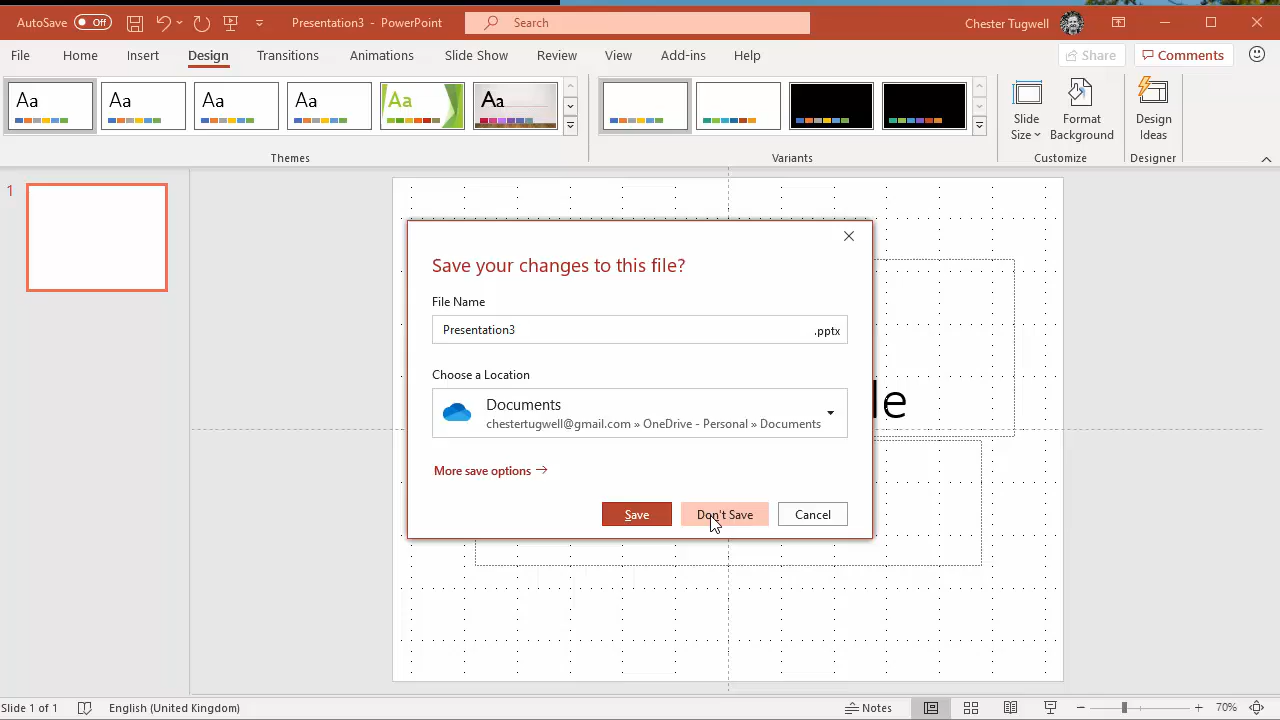 AutoSave Off Presentation3 - PowerPoint Search Chester Tugwell
File Home Insert Design Transitions Animations Slide Show Review View Add-ins Help Share Comments
Aa Aa Aa Aa Aa Aa
Slide Size
Format Background
Design Ideas
Themes Variants Customize Designer
1
Save your changes to this file?
File Name
Presentation3 .pptx
Choose a Location
Documents
chestertugwell@gmail.com » OneDrive - Personal » Documents
More save options
Save Don't Save Cancel
le
Slide 1 of 1 English (United Kingdom) Notes 70%